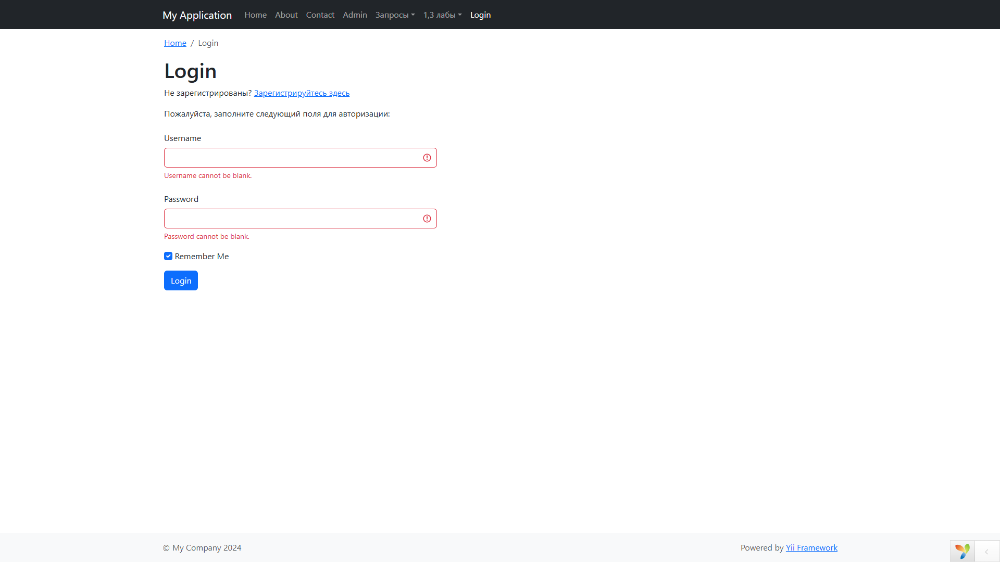 My Application Home About Contact Admin Запросы 1,3 лабы Login
Home / Login
Login
Не зарегистрированы? Зарегистрируйтесь здесь
Пожалуйста, заполните следующий поля для авторизации:
Username
Username cannot be blank.
Password
Password cannot be blank.
Remember Me
Login
© My Company 2024 Powered by Yii Framework